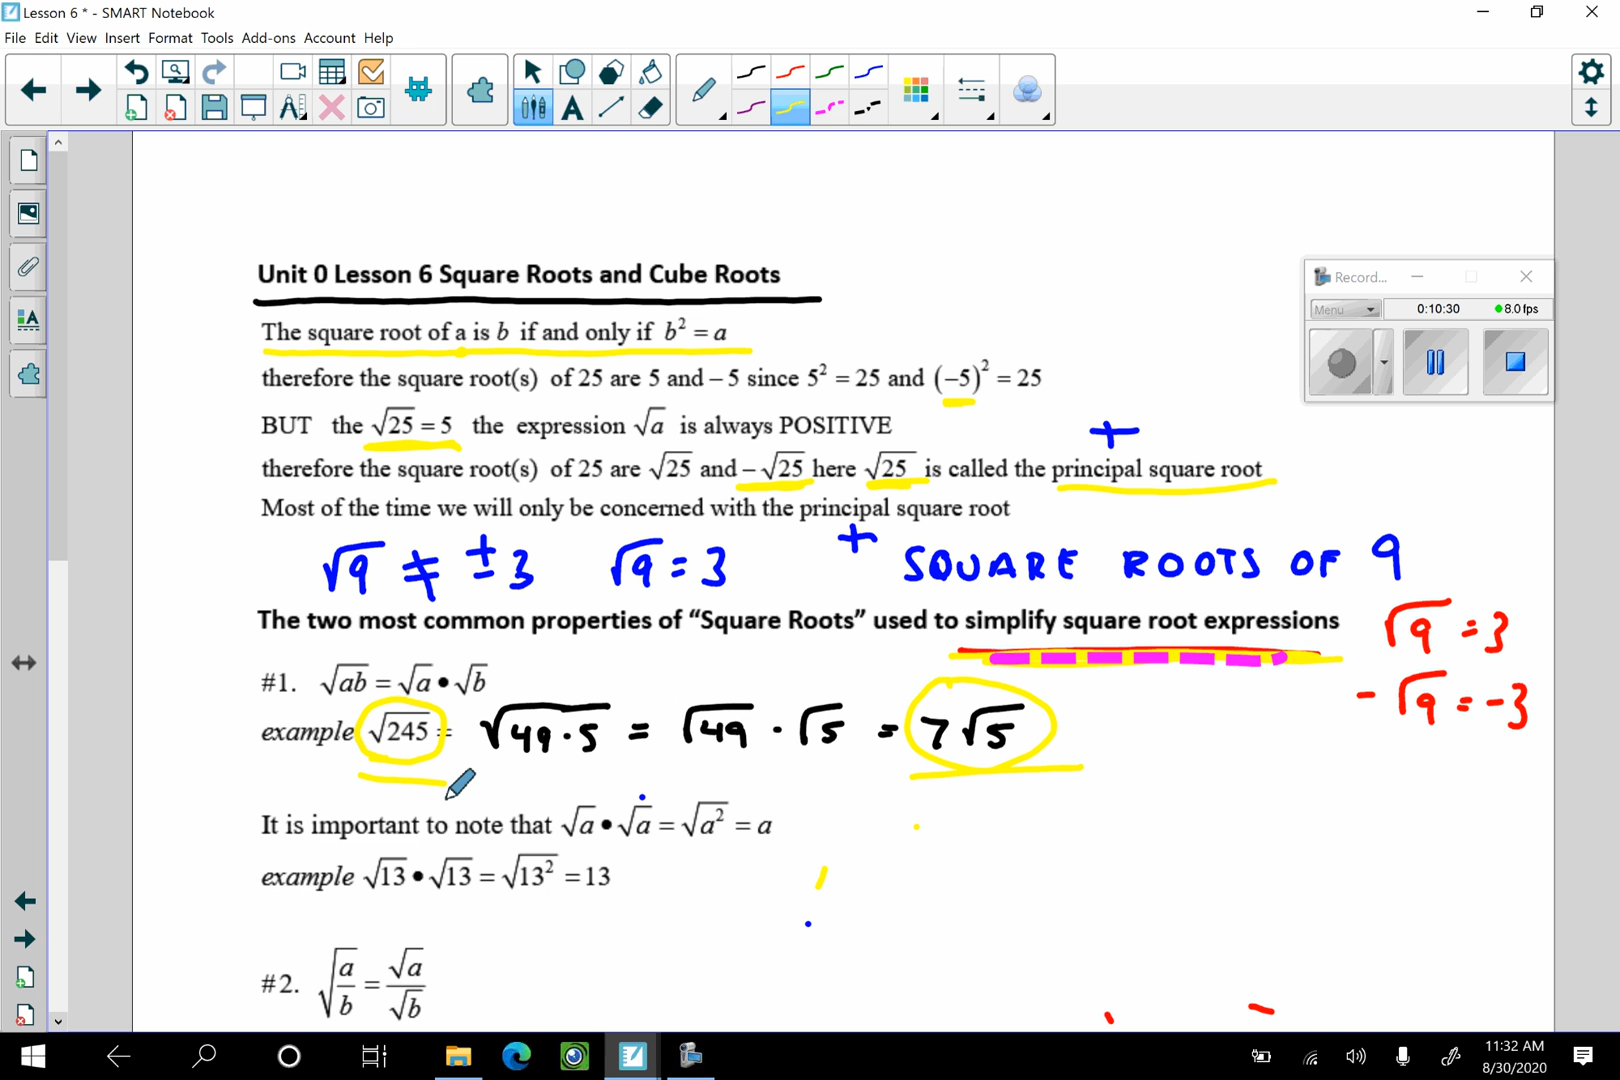 Lesson 6 * - SMART Notebook
File Edit View Insert Format Tools Add-ons Account Help
Unit 0 Lesson 6 Square Roots and Cube Roots
The square root of a is b if and only if b² = a
therefore the square root(s) of 25 are 5 and – 5 since 5² = 25 and (–5)² = 25
BUT the √25 = 5 the expression √a is always POSITIVE
+
therefore the square root(s) of 25 are √25 and – √25 here √25 is called the principal square root
Most of the time we will only be concerned with the principal square root
+
√9 ≠ ±3 √9 = 3 SQUARE ROOTS OF 9
The two most common properties of “Square Roots” used to simplify square root expressions
√9 = 3
- √9 = -3
#1. √ab = √a • √b
example √245 = √49·5 = √49 · √5 = 7√5
It is important to note that √a • √a = √a² = a
example √13 • √13 = √13² = 13
#2. √(a/b) = √a/√b
Record...
Menu 0:10:30 8.0 fps
11:32 AM
8/30/2020